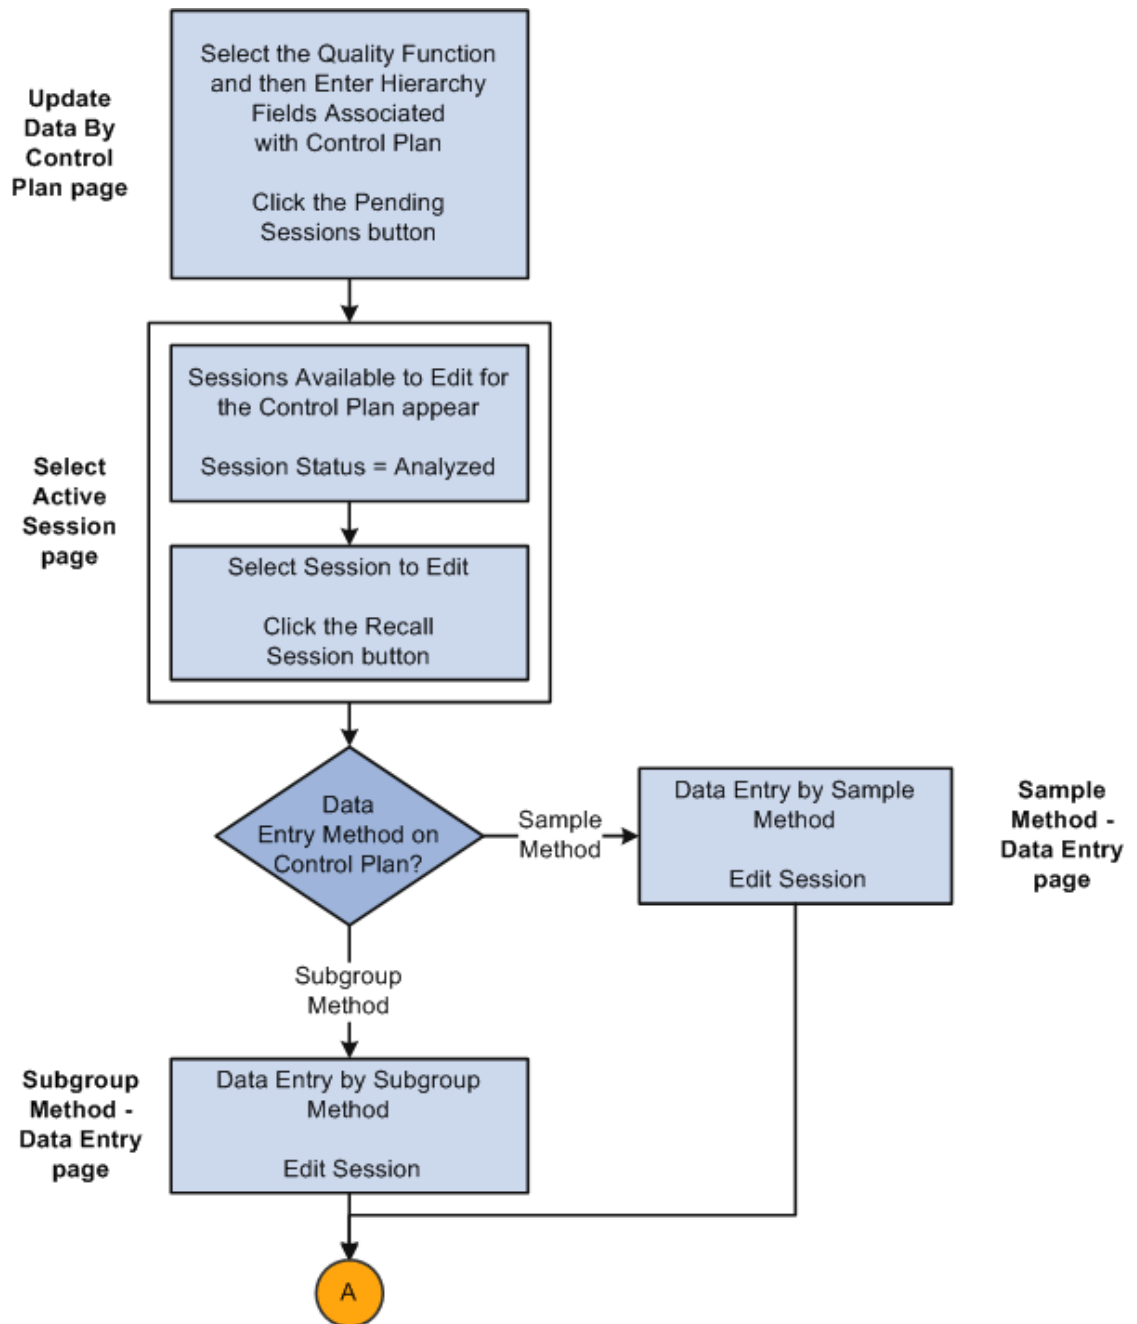 Update
Data By
Control
Plan page
Select the Quality Function
and then Enter Hierarchy
Fields Associated
with Control Plan
Click the Pending
Sessions button
Select
Active
Session
page
Sessions Available to Edit for
the Control Plan appear
Session Status = Analyzed
Select Session to Edit
Click the Recall
Session button
Data
Entry Method on
Control Plan?
Sample
Method
Data Entry by Sample
Method
Edit Session
Sample
Method -
Data Entry
page
Subgroup
Method
Subgroup
Method -
Data Entry
page
Data Entry by Subgroup
Method
Edit Session
A